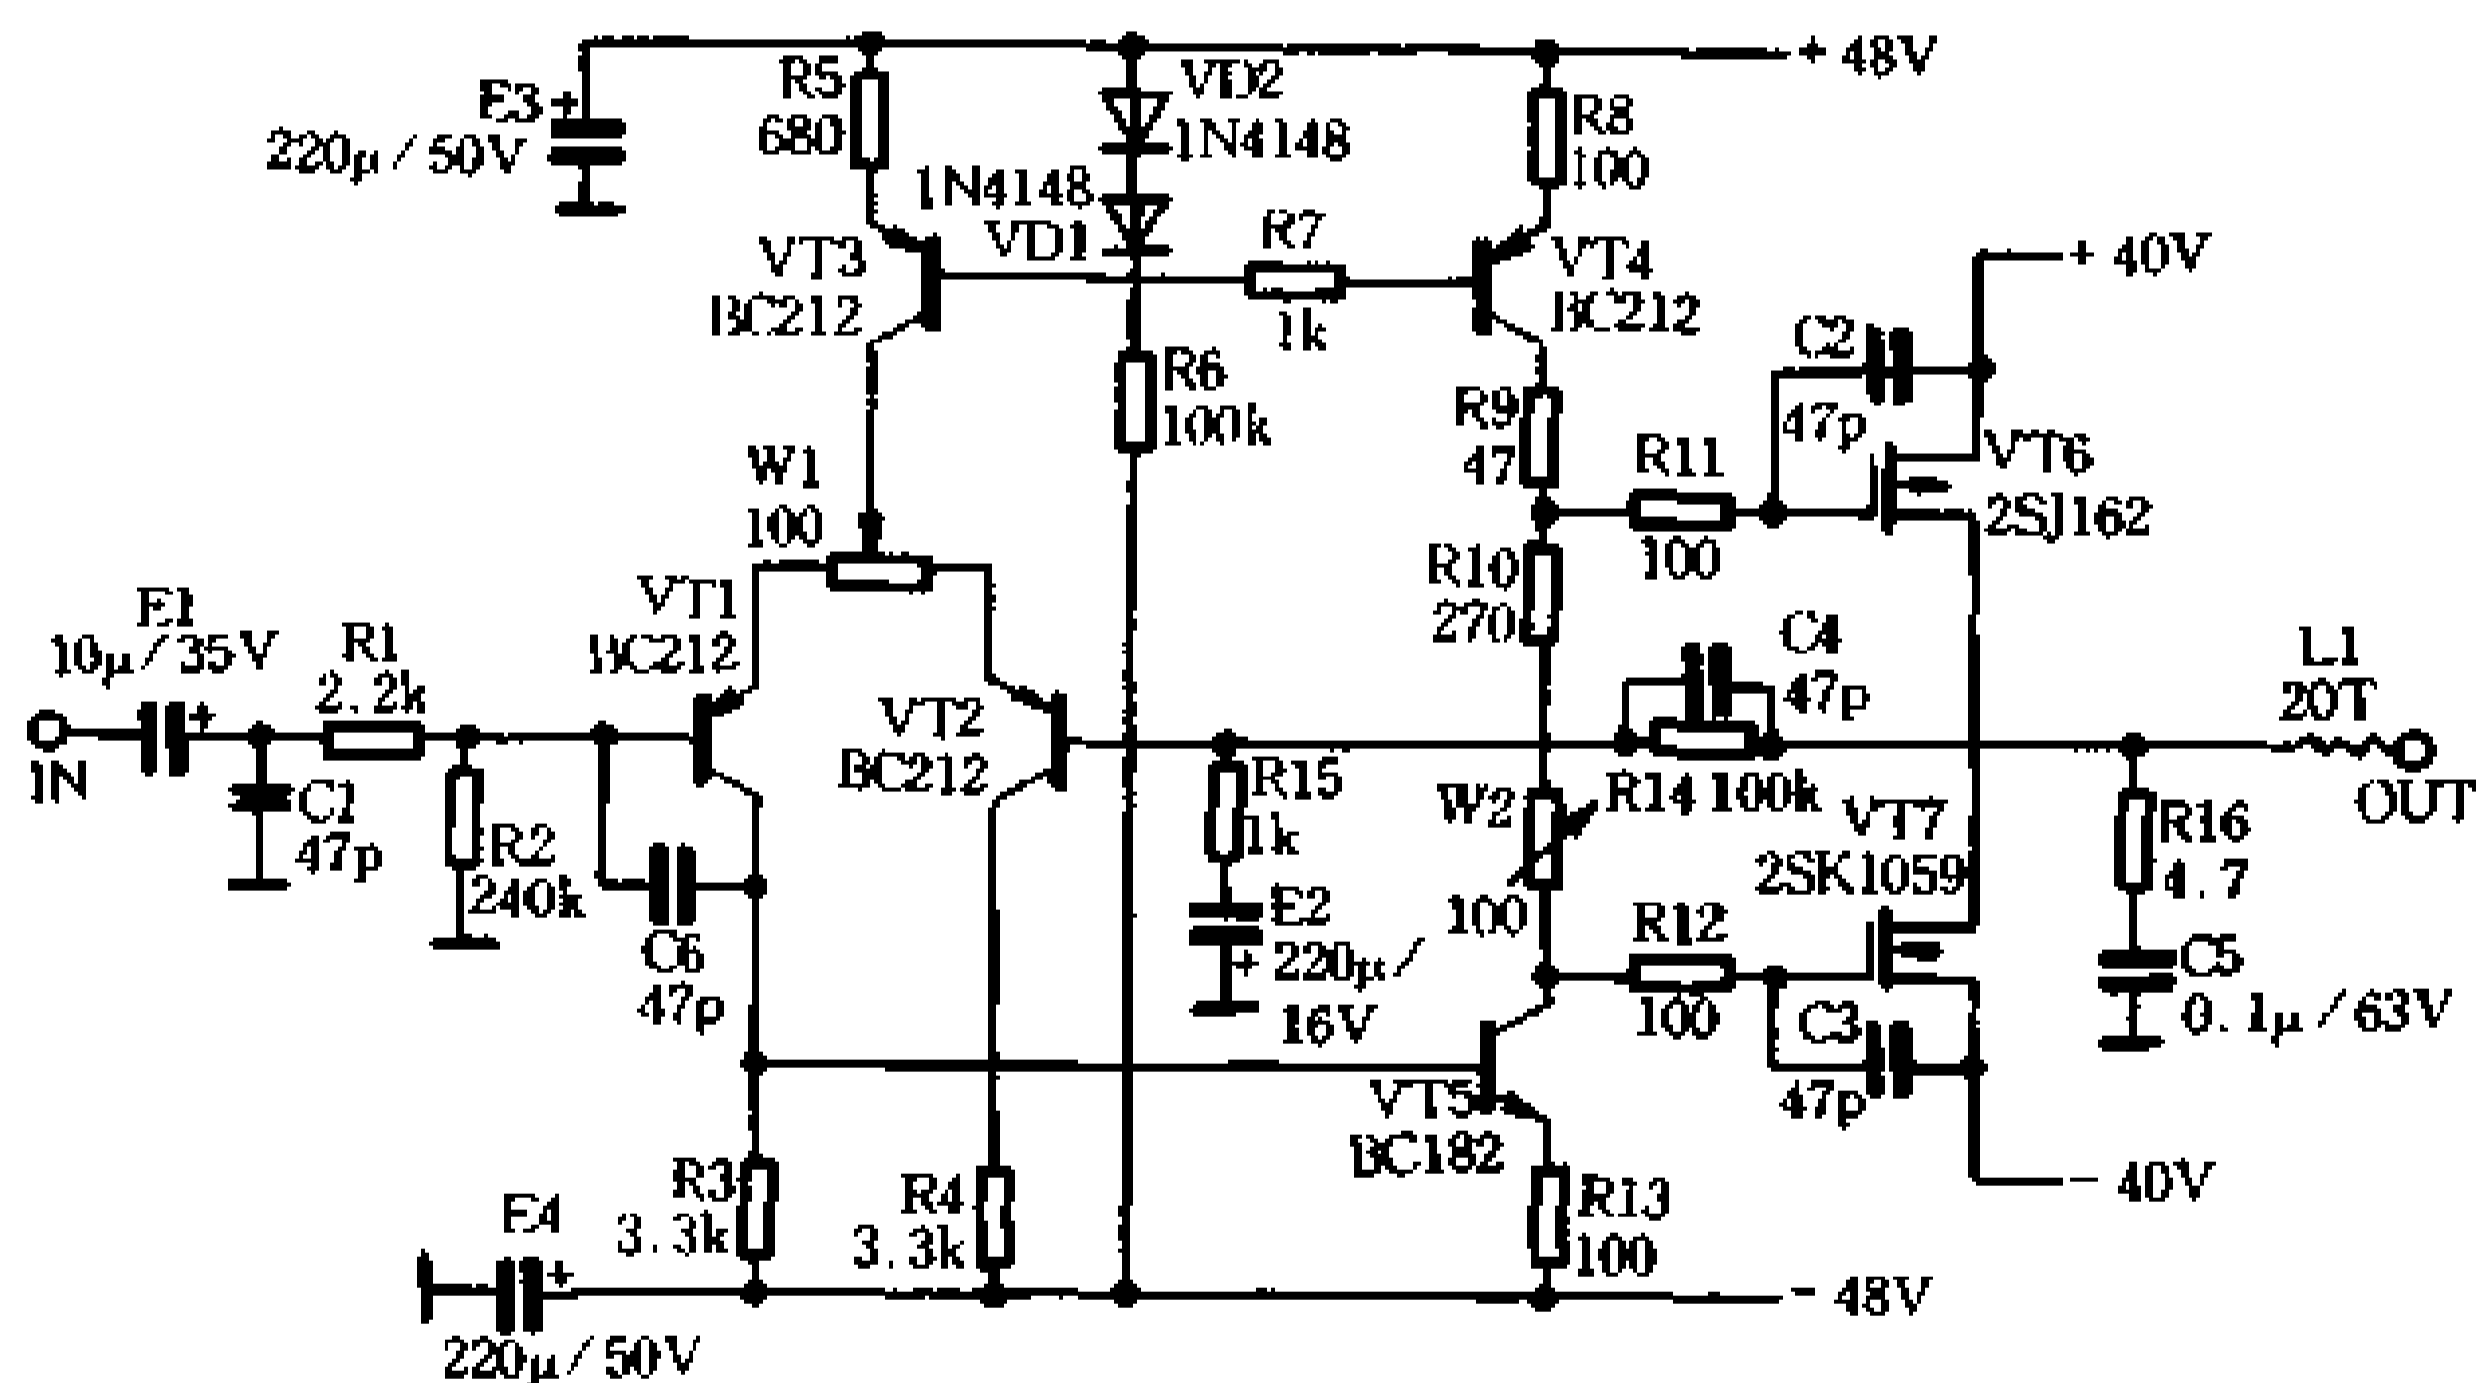 + 48V
E3 +
220μ/50V
R5
680
VD2
1N4148
1N4148
VD1
R8
100
VT3
BC212
R7
1k
VT4
BC212
+ 40V
C2
47p
R6
100k
R9
47
R11
100
VT6
2SJ162
W1
100
R10
270
E1
10μ/35V
+
R1
2.2k
VT1
BC212
VT2
BC212
C4
47p
L1
20T
IN
C1
47p
R2
240k
R15
1k
W2
100
R14 100k
VT7
2SK1059
OUT
R16
4.7
C6
47p
E2
+ 220μ/
16V
R12
100
C3
47p
C5
0.1μ/63V
VT5
BC182
R3
3.3k
R4
3.3k
R13
100
- 40V
E4
+
220μ/50V
- 48V